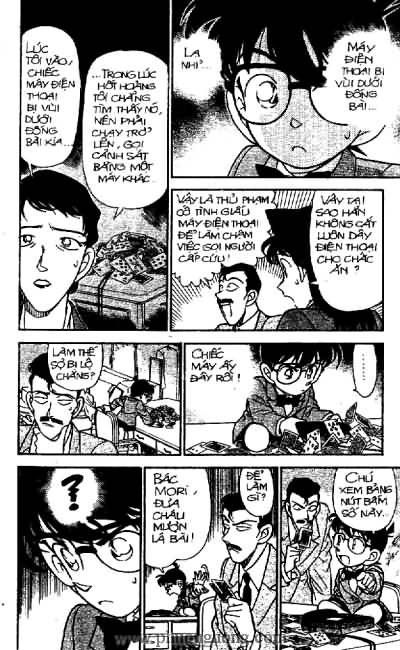 LÚC
TÔI VÀO,
CHIẾC
MÁY ĐIỆN
THOẠI
BỊ VÙI
DƯỚI
ĐỐNG
BÀI KIA...
...TRONG LÚC
HỐT HOẢNG
TÔI CHẲNG
TÌM THẤY NÓ,
NÊN PHẢI
CHẠY TRỞ
LÊN, GỌI
CẢNH SÁT
BẰNG MỘT
MÁY KHÁC...
LẠ
NHỈ...
MÁY
ĐIỆN
THOẠI BỊ
VÙI DƯỚI
ĐỐNG
BÀI...
VẬY LÀ THỦ PHẠM
CỐ TÌNH GIẤU
MÁY ĐIỆN THOẠI
ĐỂ LÀM CHẬM
VIỆC GỌI NGƯỜI
CẤP CỨU!
VẬY TẠI
SAO HẮN
KHÔNG CẮT
LUÔN DÂY
ĐIỆN THOẠI
CHO CHẮC
ĂN ?
LÀM THẾ
SỢ BỊ LỘ
CHĂNG?
CHIẾC
MÁY ẤY
ĐÂY RỒI !
?
BÁC
MORI,
ĐƯA
CHÁU
MƯỢN
LÁ BÀI!
ĐỂ
LÀM
GÌ?
CHÚ
XEM BẢNG
NÚT BẤM
SỐ NÀY...